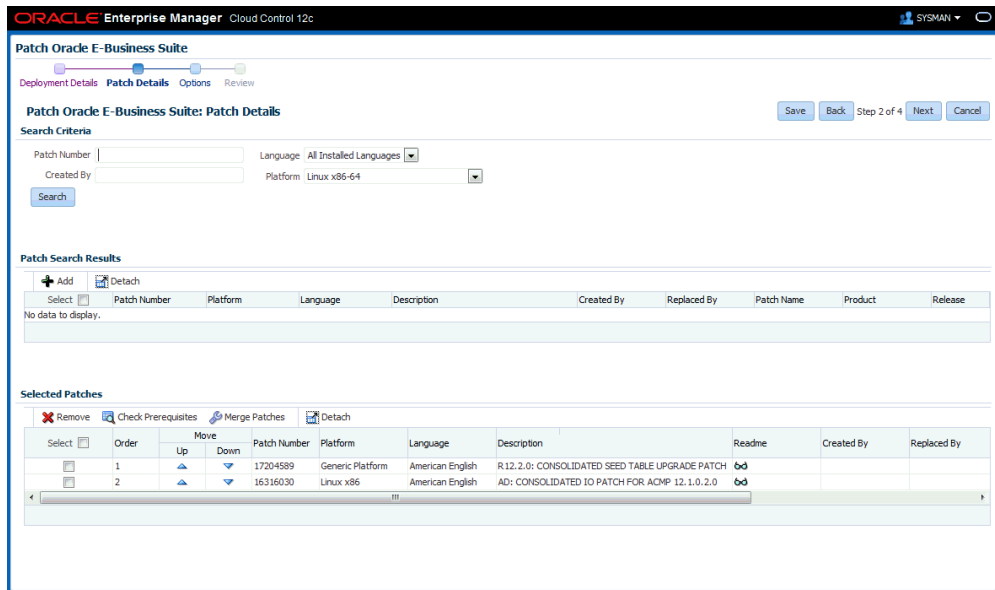 ORACLE Enterprise Manager Cloud Control 12c SYSMAN
Patch Oracle E-Business Suite
Deployment Details Patch Details Options Review
Patch Oracle E-Business Suite: Patch Details Save Back Step 2 of 4 Next Cancel
Search Criteria
Patch Number Language All Installed Languages
Created By Platform Linux x86-64
Search
Patch Search Results
Add Detach
Select Patch Number Platform Language Description Created By Replaced By Patch Name Product Release
No data to display.
Selected Patches
Remove Check Prerequisites Merge Patches Detach
Select Order Move Patch Number Platform Language Description Readme Created By Replaced By
Up Down
1 17204589 Generic Platform American English R12.2.0: CONSOLIDATED SEED TABLE UPGRADE PATCH
2 16316030 Linux x86 American English AD: CONSOLIDATED IO PATCH FOR ACMP 12.1.0.2.0